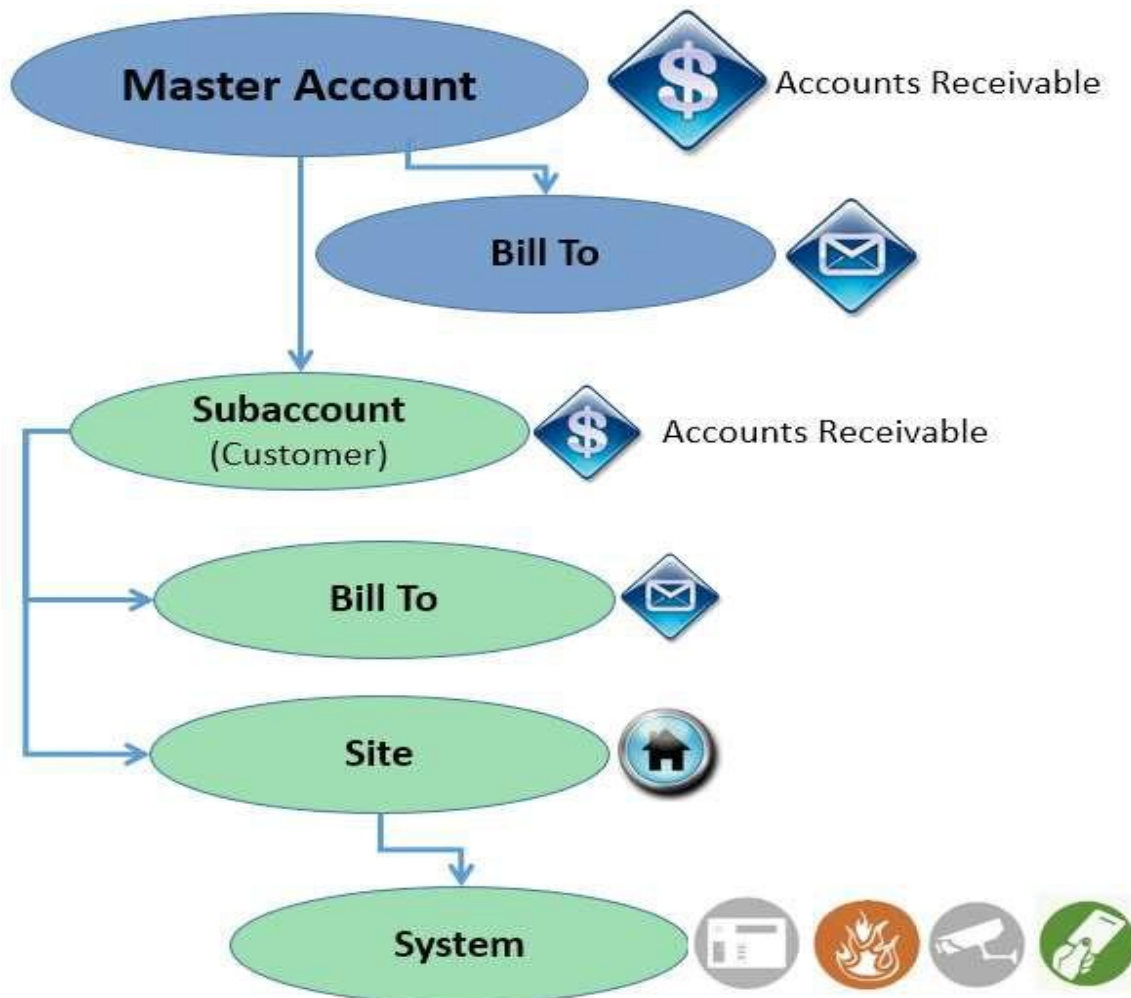 Master Account
Accounts Receivable
Bill To
Subaccount
(Customer)
Accounts Receivable
Bill To
Site
System